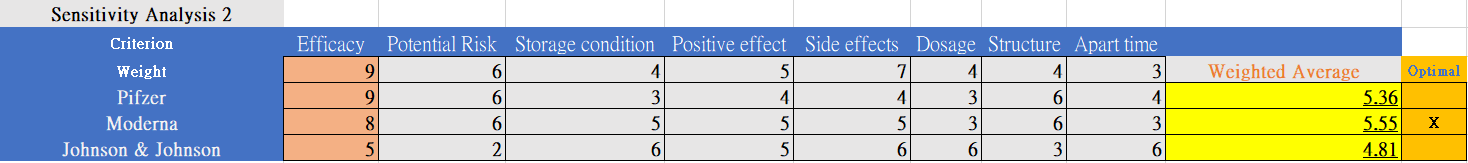 Sensitivity Analysis 2
Criterion Efficacy Potential Risk Storage condition Positive effect Side effects Dosage Structure Apart time
Weight 9 6 4 5 7 4 4 3 Weighted Average Optimal
Pifzer 9 6 3 4 4 3 6 4 5.36
Moderna 8 6 5 5 5 3 6 3 5.55 X
Johnson & Johnson 5 2 6 5 6 6 3 6 4.81